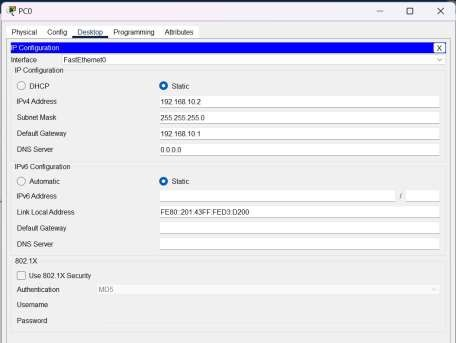 PC0
Physical Config Desktop Programming Attributes
IP Configuration X
Interface FastEthernet0
IP Configuration
DHCP Static
IPv4 Address 192.168.10.2
Subnet Mask 255.255.255.0
Default Gateway 192.168.10.1
DNS Server 0.0.0.0
IPv6 Configuration
Automatic Static
IPv6 Address /
Link Local Address FE80::201:43FF:FED3:D200
Default Gateway
DNS Server
802.1X
Use 802.1X Security
Authentication MD5
Username
Password